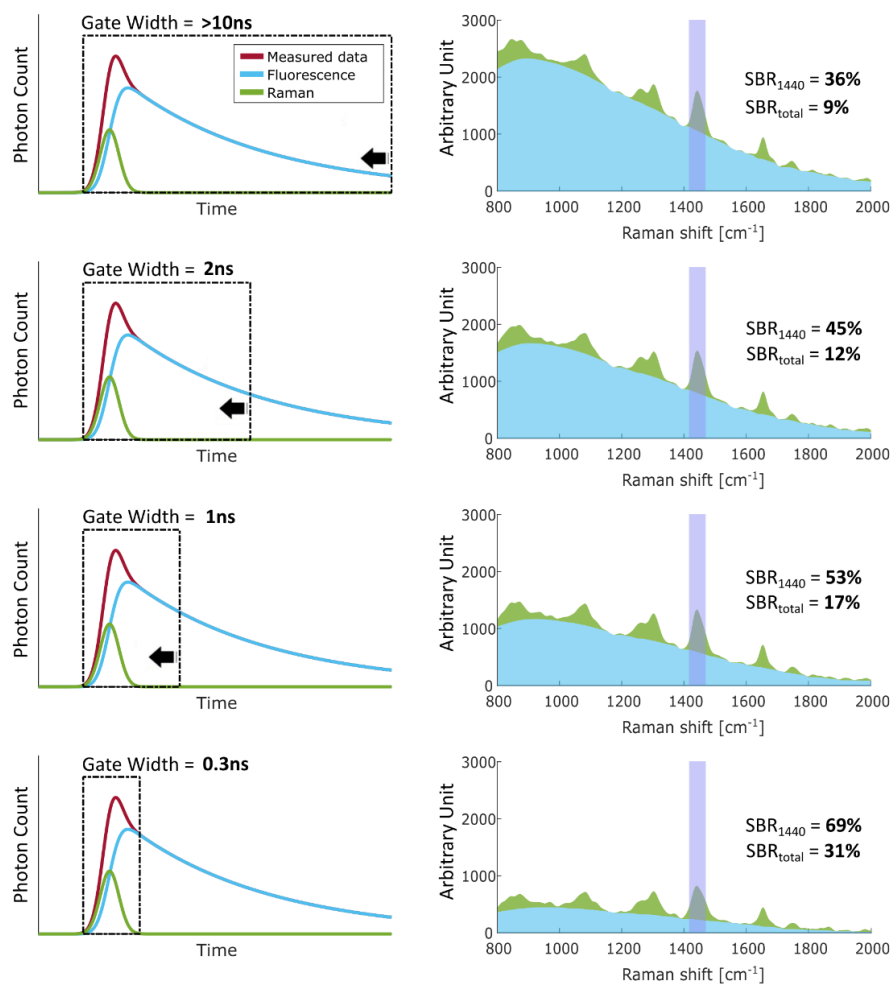 Gate Width = >10ns
Photon Count
Measured data
Fluorescence
Raman
Time
Arbitrary Unit
3000
2000
1000
0
SBR1440 = 36%
SBRtotal = 9%
800 1000 1200 1400 1600 1800 2000
Raman shift [cm-1]
Gate Width = 2ns
Photon Count
Time
Arbitrary Unit
3000
2000
1000
0
SBR1440 = 45%
SBRtotal = 12%
800 1000 1200 1400 1600 1800 2000
Raman shift [cm-1]
Gate Width = 1ns
Photon Count
Time
Arbitrary Unit
3000
2000
1000
0
SBR1440 = 53%
SBRtotal = 17%
800 1000 1200 1400 1600 1800 2000
Raman shift [cm-1]
Gate Width = 0.3ns
Photon Count
Time
Arbitrary Unit
3000
2000
1000
0
SBR1440 = 69%
SBRtotal = 31%
800 1000 1200 1400 1600 1800 2000
Raman shift [cm-1]